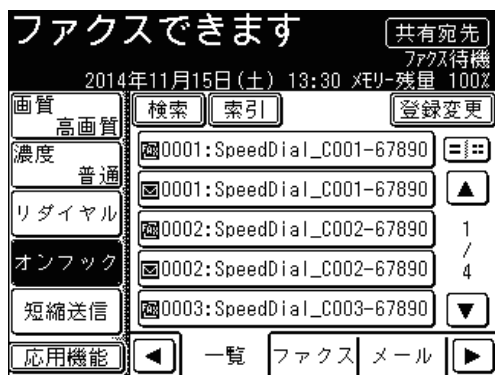 ファクスできます
共有宛先
ファクス待機
2014年11月15日(土) 13:30 メモリー残量 100%
画質
高画質
検索 索引 登録変更
濃度
普通
0001:SpeedDial_C001-67890
0001:SpeedDial_C001-67890
リダイヤル
0002:SpeedDial_C002-67890
1
/
4
オンフック
0002:SpeedDial_C002-67890
短縮送信
0003:SpeedDial_C003-67890
応用機能
一覧 ファクス メール